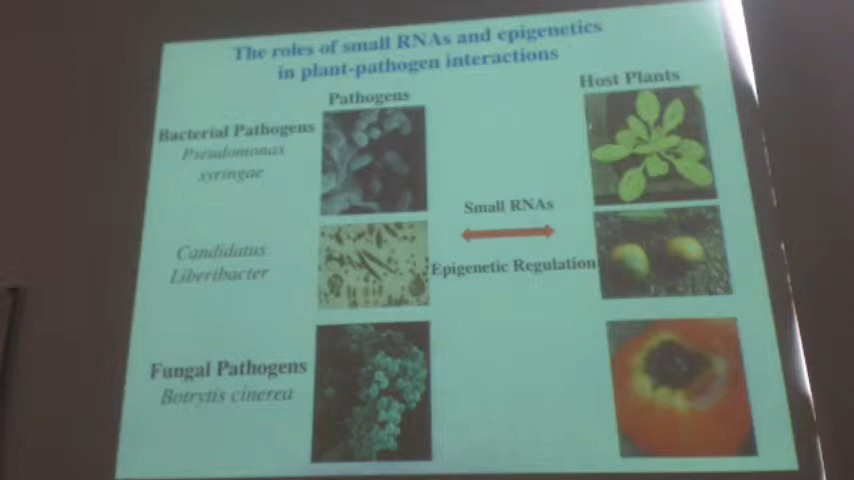 The roles of small RNAs and epigenetics
in plant-pathogen interactions
Pathogens
Host Plants
Bacterial Pathogens
Pseudomonas
syringae
Small RNAs
Candidatus
Liberibacter
Epigenetic Regulation
Fungal Pathogens
Botrytis cinerea